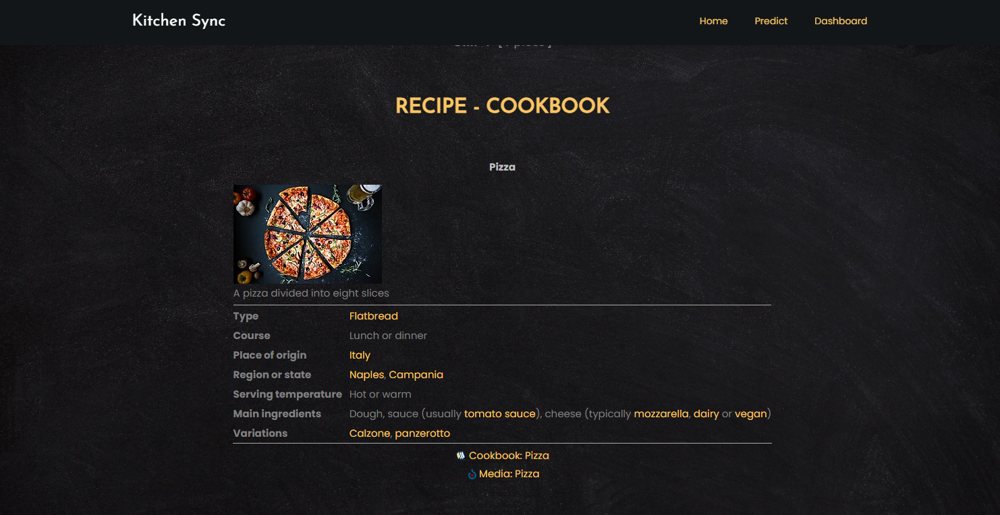 Kitchen Sync Home Predict Dashboard
RECIPE - COOKBOOK
Pizza
A pizza divided into eight slices
Type Flatbread
Course Lunch or dinner
Place of origin Italy
Region or state Naples, Campania
Serving temperature Hot or warm
Main ingredients Dough, sauce (usually tomato sauce), cheese (typically mozzarella, dairy or vegan)
Variations Calzone, panzerotto
Cookbook: Pizza
Media: Pizza